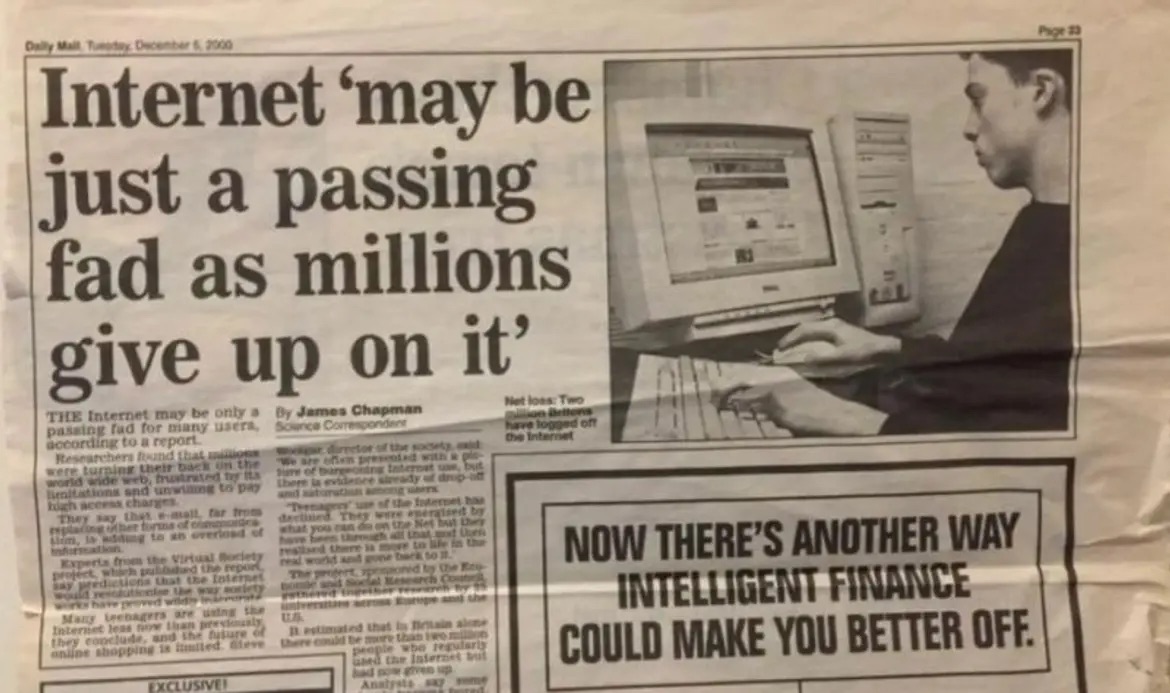 Daily Mail, Tuesday, December 5, 2000
Page 33
Internet ‘may be
just a passing
fad as millions
give up on it’
THE Internet may be only a
passing fad for many users,
according to a report.
Researchers found that millions
were turning their back on the
world wide web, frustrated by its
limitations and unwilling to pay
high access charges.
They say that e-mail, far from
replacing other forms of communica-
tion, is adding to an overload of
information.
Experts from the Virtual Society
project, which published the report,
say predictions that the Internet
would revolutionise the way society
works have proved wildly inaccurate.
Many teenagers are using the
Internet less now than previously,
they conclude, and the future of
online shopping is limited. Steve
By James Chapman
Science Correspondent
Woolgar, director of the society, said:
‘We are often presented with a pic-
ture of burgeoning Internet use, but
there is evidence already of drop-off
and saturation among users.
‘Teenagers’ use of the Internet has
declined. They were energised by
what you can do on the Net but they
have been through all that and then
realised there is more to life in the
real world and gone back to it.’
The project, sponsored by the Eco-
nomic and Social Research Council,
gathered together research by 25
universities across Europe and the
U.S.
It estimated that in Britain alone
there could be more than two million
people who regularly
used the Internet but
had now given up.
Analysts say some
Net loss: Two
million Britons
have logged off
the Internet
DELL
NOW THERE'S ANOTHER WAY
INTELLIGENT FINANCE
COULD MAKE YOU BETTER OFF.
EXCLUSIVE!